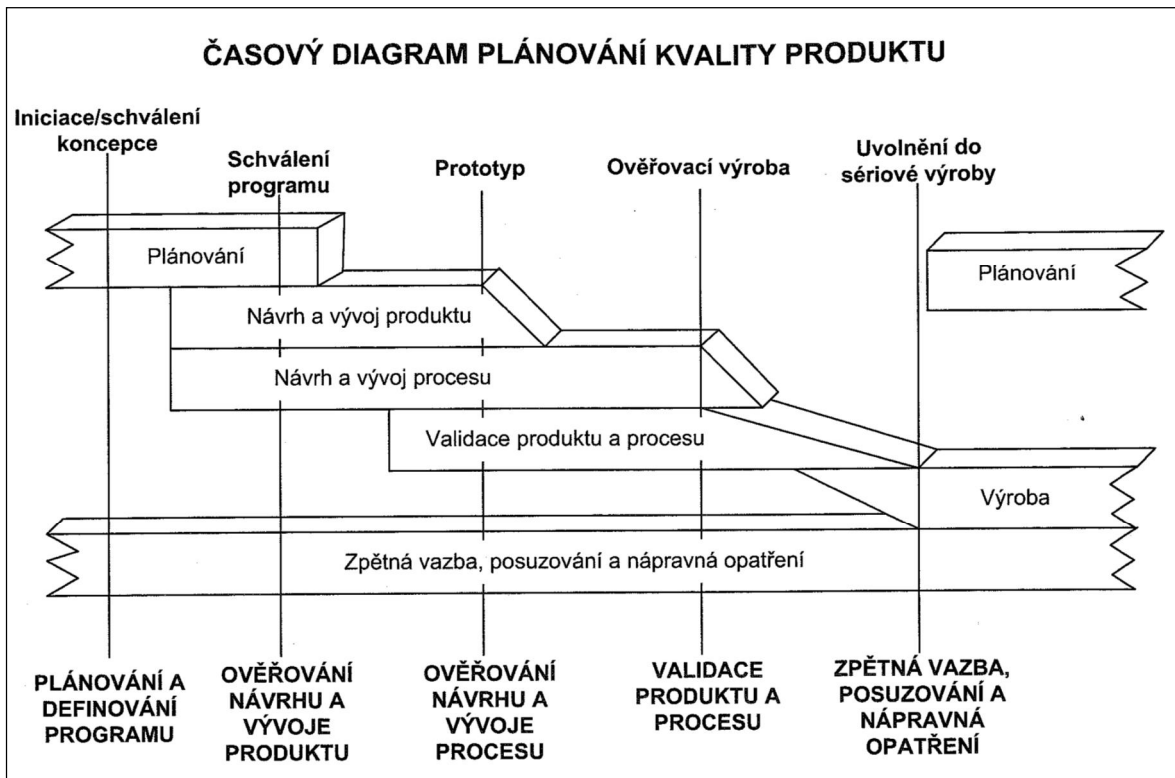 ČASOVÝ DIAGRAM PLÁNOVÁNÍ KVALITY PRODUKTU
Iniciace/schválení
koncepce
Schválení
programu
Prototyp
Ověřovací výroba
Uvolnění do
sériové výroby
Plánování
Plánování
Návrh a vývoj produktu
Návrh a vývoj procesu
Validace produktu a procesu
Výroba
Zpětná vazba, posuzování a nápravná opatření
PLÁNOVÁNÍ A
DEFINOVÁNÍ
PROGRAMU
OVĚŘOVÁNÍ
NÁVRHU A
VÝVOJE
PRODUKTU
OVĚŘOVÁNÍ
NÁVRHU A
VÝVOJE
PROCESU
VALIDACE
PRODUKTU A
PROCESU
ZPĚTNÁ VAZBA,
POSUZOVÁNÍ A
NÁPRAVNÁ
OPATŘENÍ